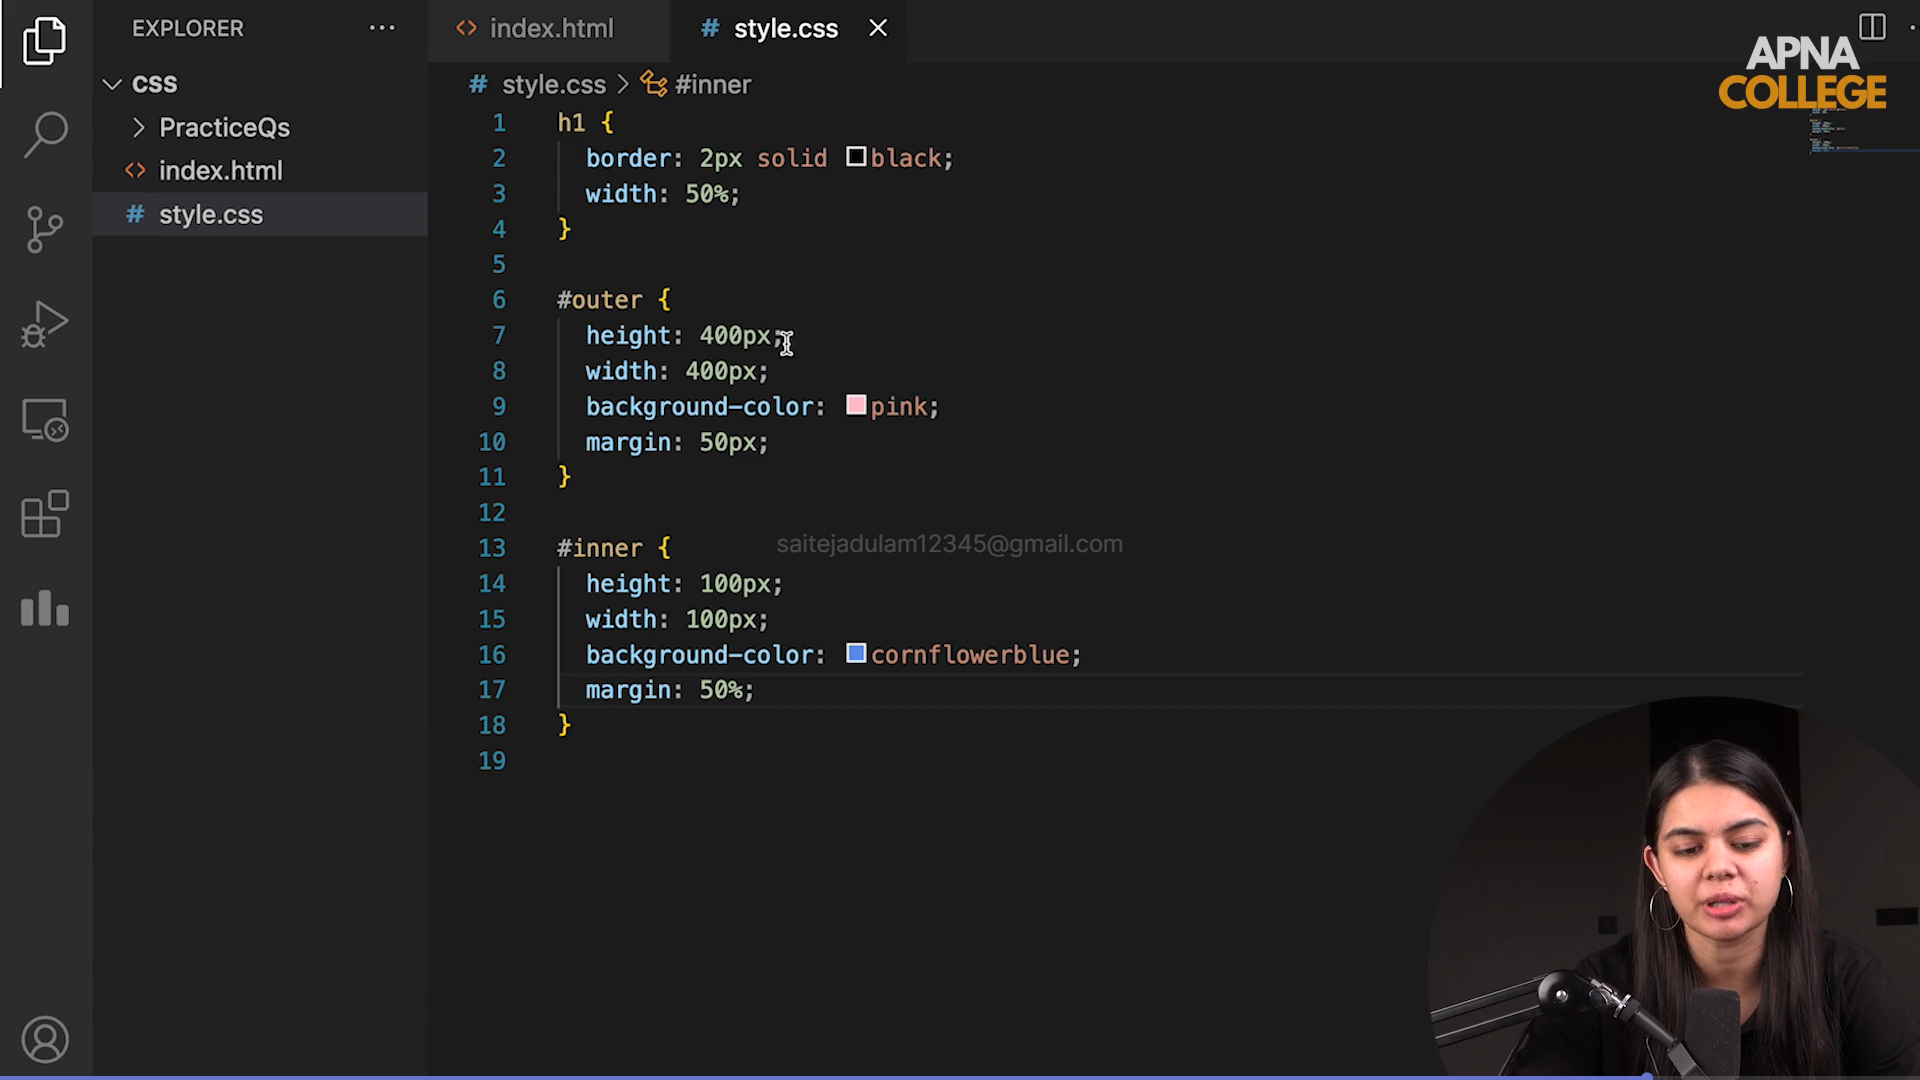 EXPLORER
index.html
# style.css
APNA
COLLEGE
CSS
PracticeQs
index.html
# style.css
# style.css > #inner
1 h1 {
2 border: 2px solid black;
3 width: 50%;
4 }
5
6 #outer {
7 height: 400px;
8 width: 400px;
9 background-color: pink;
10 margin: 50px;
11 }
12
13 #inner {
saitejadulam12345@gmail.com
14 height: 100px;
15 width: 100px;
16 background-color: cornflowerblue;
17 margin: 50%;
18 }
19